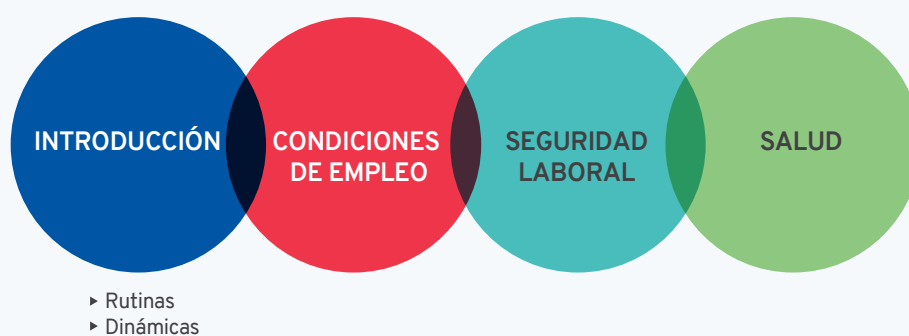 INTRODUCCIÓN
CONDICIONES
DE EMPLEO
SEGURIDAD
LABORAL
SALUD
▸ Rutinas
▸ Dinámicas